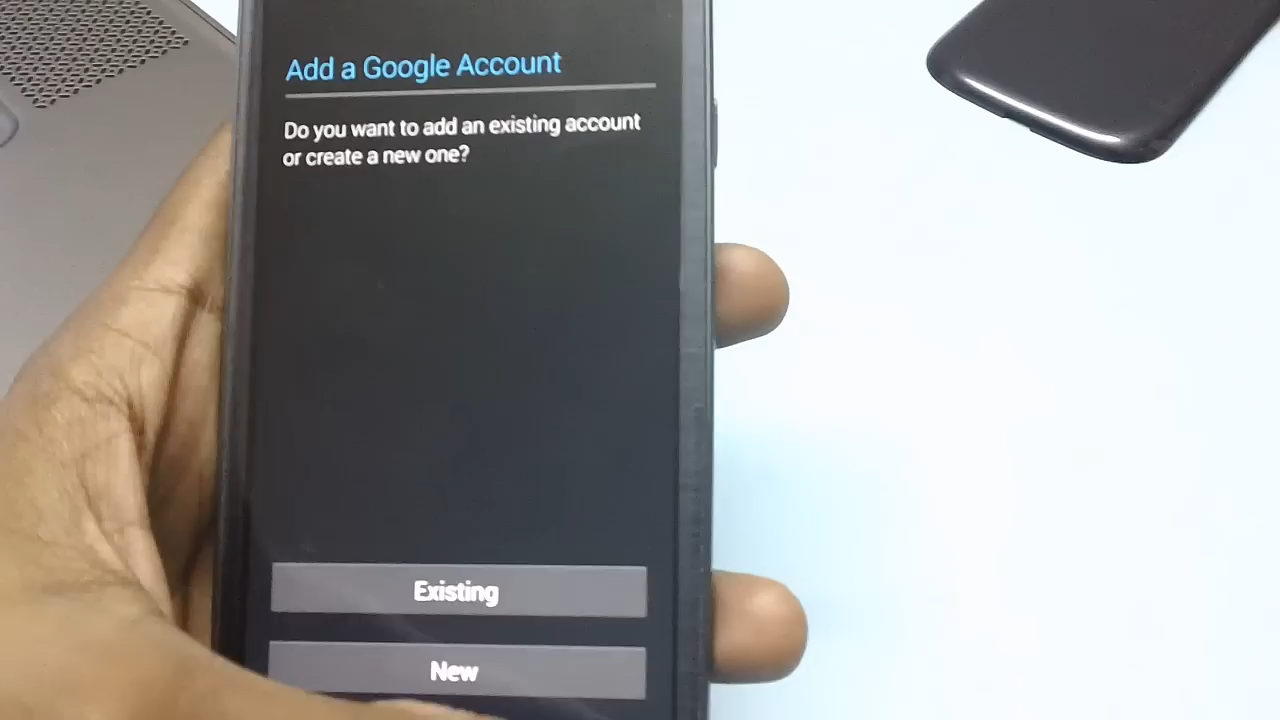 Add a Google Account
Do you want to add an existing account
or create a new one?
Existing
New